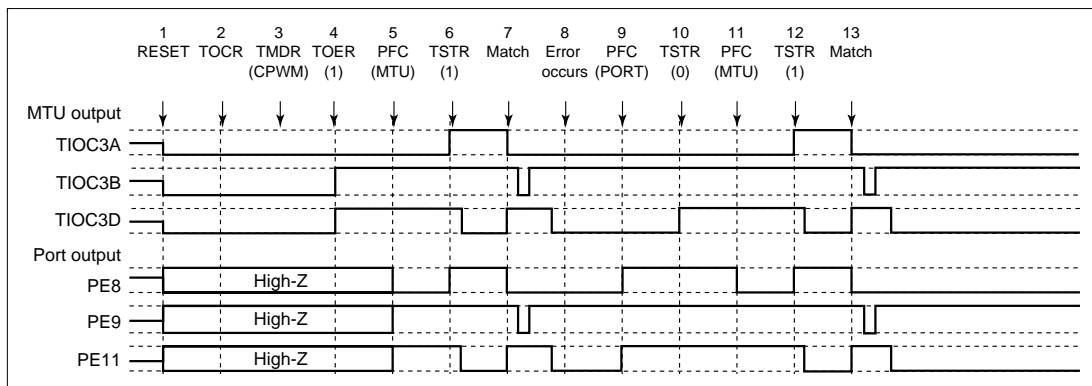 1 2 3 4 5 6 7 8 9 10 11 12 13
RESET TOCR TMDR TOER PFC TSTR Match Error PFC TSTR PFC TSTR Match
(CPWM) (1) (MTU) (1) occurs (PORT) (0) (MTU) (1)
MTU output
TIOC3A
TIOC3B
TIOC3D
Port output
PE8 High-Z
PE9 High-Z
PE11 High-Z